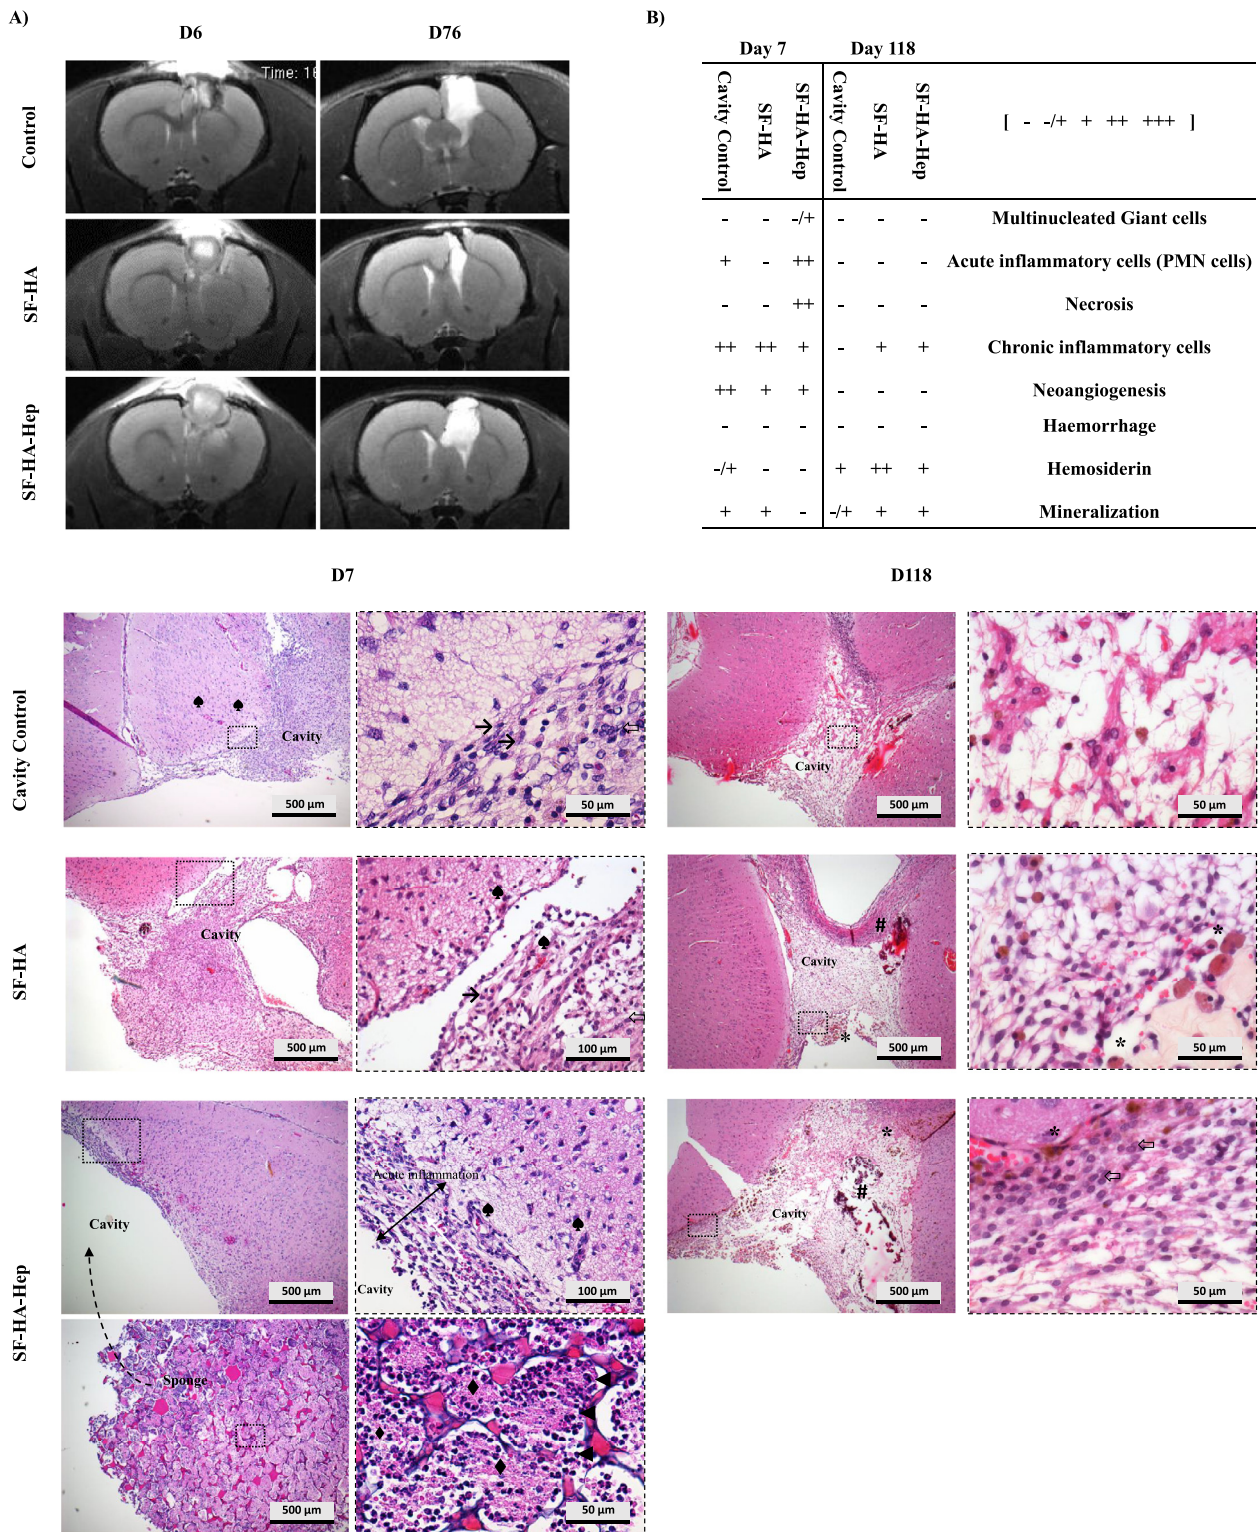 A)
D6 D76
Time: 18
Control
SF-HA
SF-HA-Hep
B)
Day 7 Day 118
Cavity Control SF-HA SF-HA-Hep Cavity Control SF-HA SF-HA-Hep [ - -/+ + ++ +++ ]
- - -/+ - - - Multinucleated Giant cells
+ - ++ - - - Acute inflammatory cells (PMN cells)
- - ++ - - - Necrosis
++ ++ + - + + Chronic inflammatory cells
++ + + - - - Neoangiogenesis
- - - - - - Haemorrhage
-/+ - - + ++ + Hemosiderin
+ + - -/+ + + Mineralization
D7 D118
Cavity Control
Cavity
500 µm
50 µm
Cavity
500 µm
50 µm
SF-HA
Cavity
500 µm
100 µm
#
Cavity
*
500 µm
*
*
50 µm
SF-HA-Hep
Cavity
500 µm
Acute inflammation
Cavity
100 µm
*
#
Cavity
500 µm
*
50 µm
Sponge
500 µm
50 µm